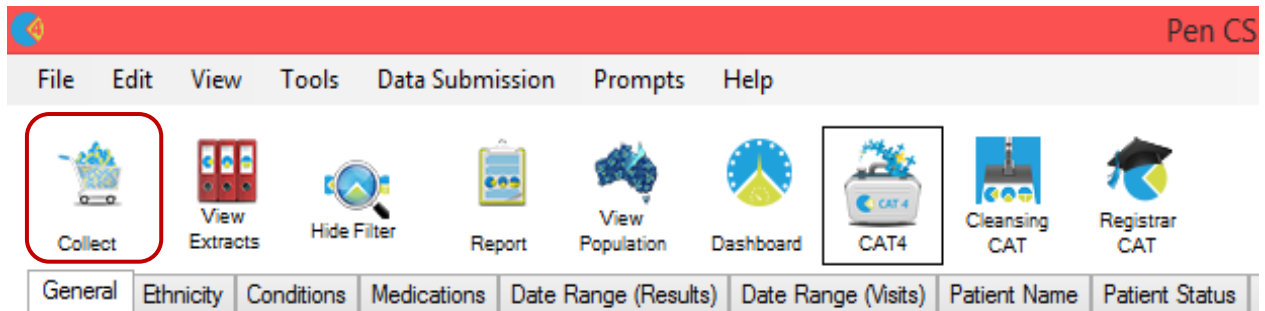 Pen CS
File Edit View Tools Data Submission Prompts Help
Collect View Extracts Hide Filter Report View Population Dashboard CAT 4 CAT4 Cleansing CAT Registrar CAT
General Ethnicity Conditions Medications Date Range (Results) Date Range (Visits) Patient Name Patient Status